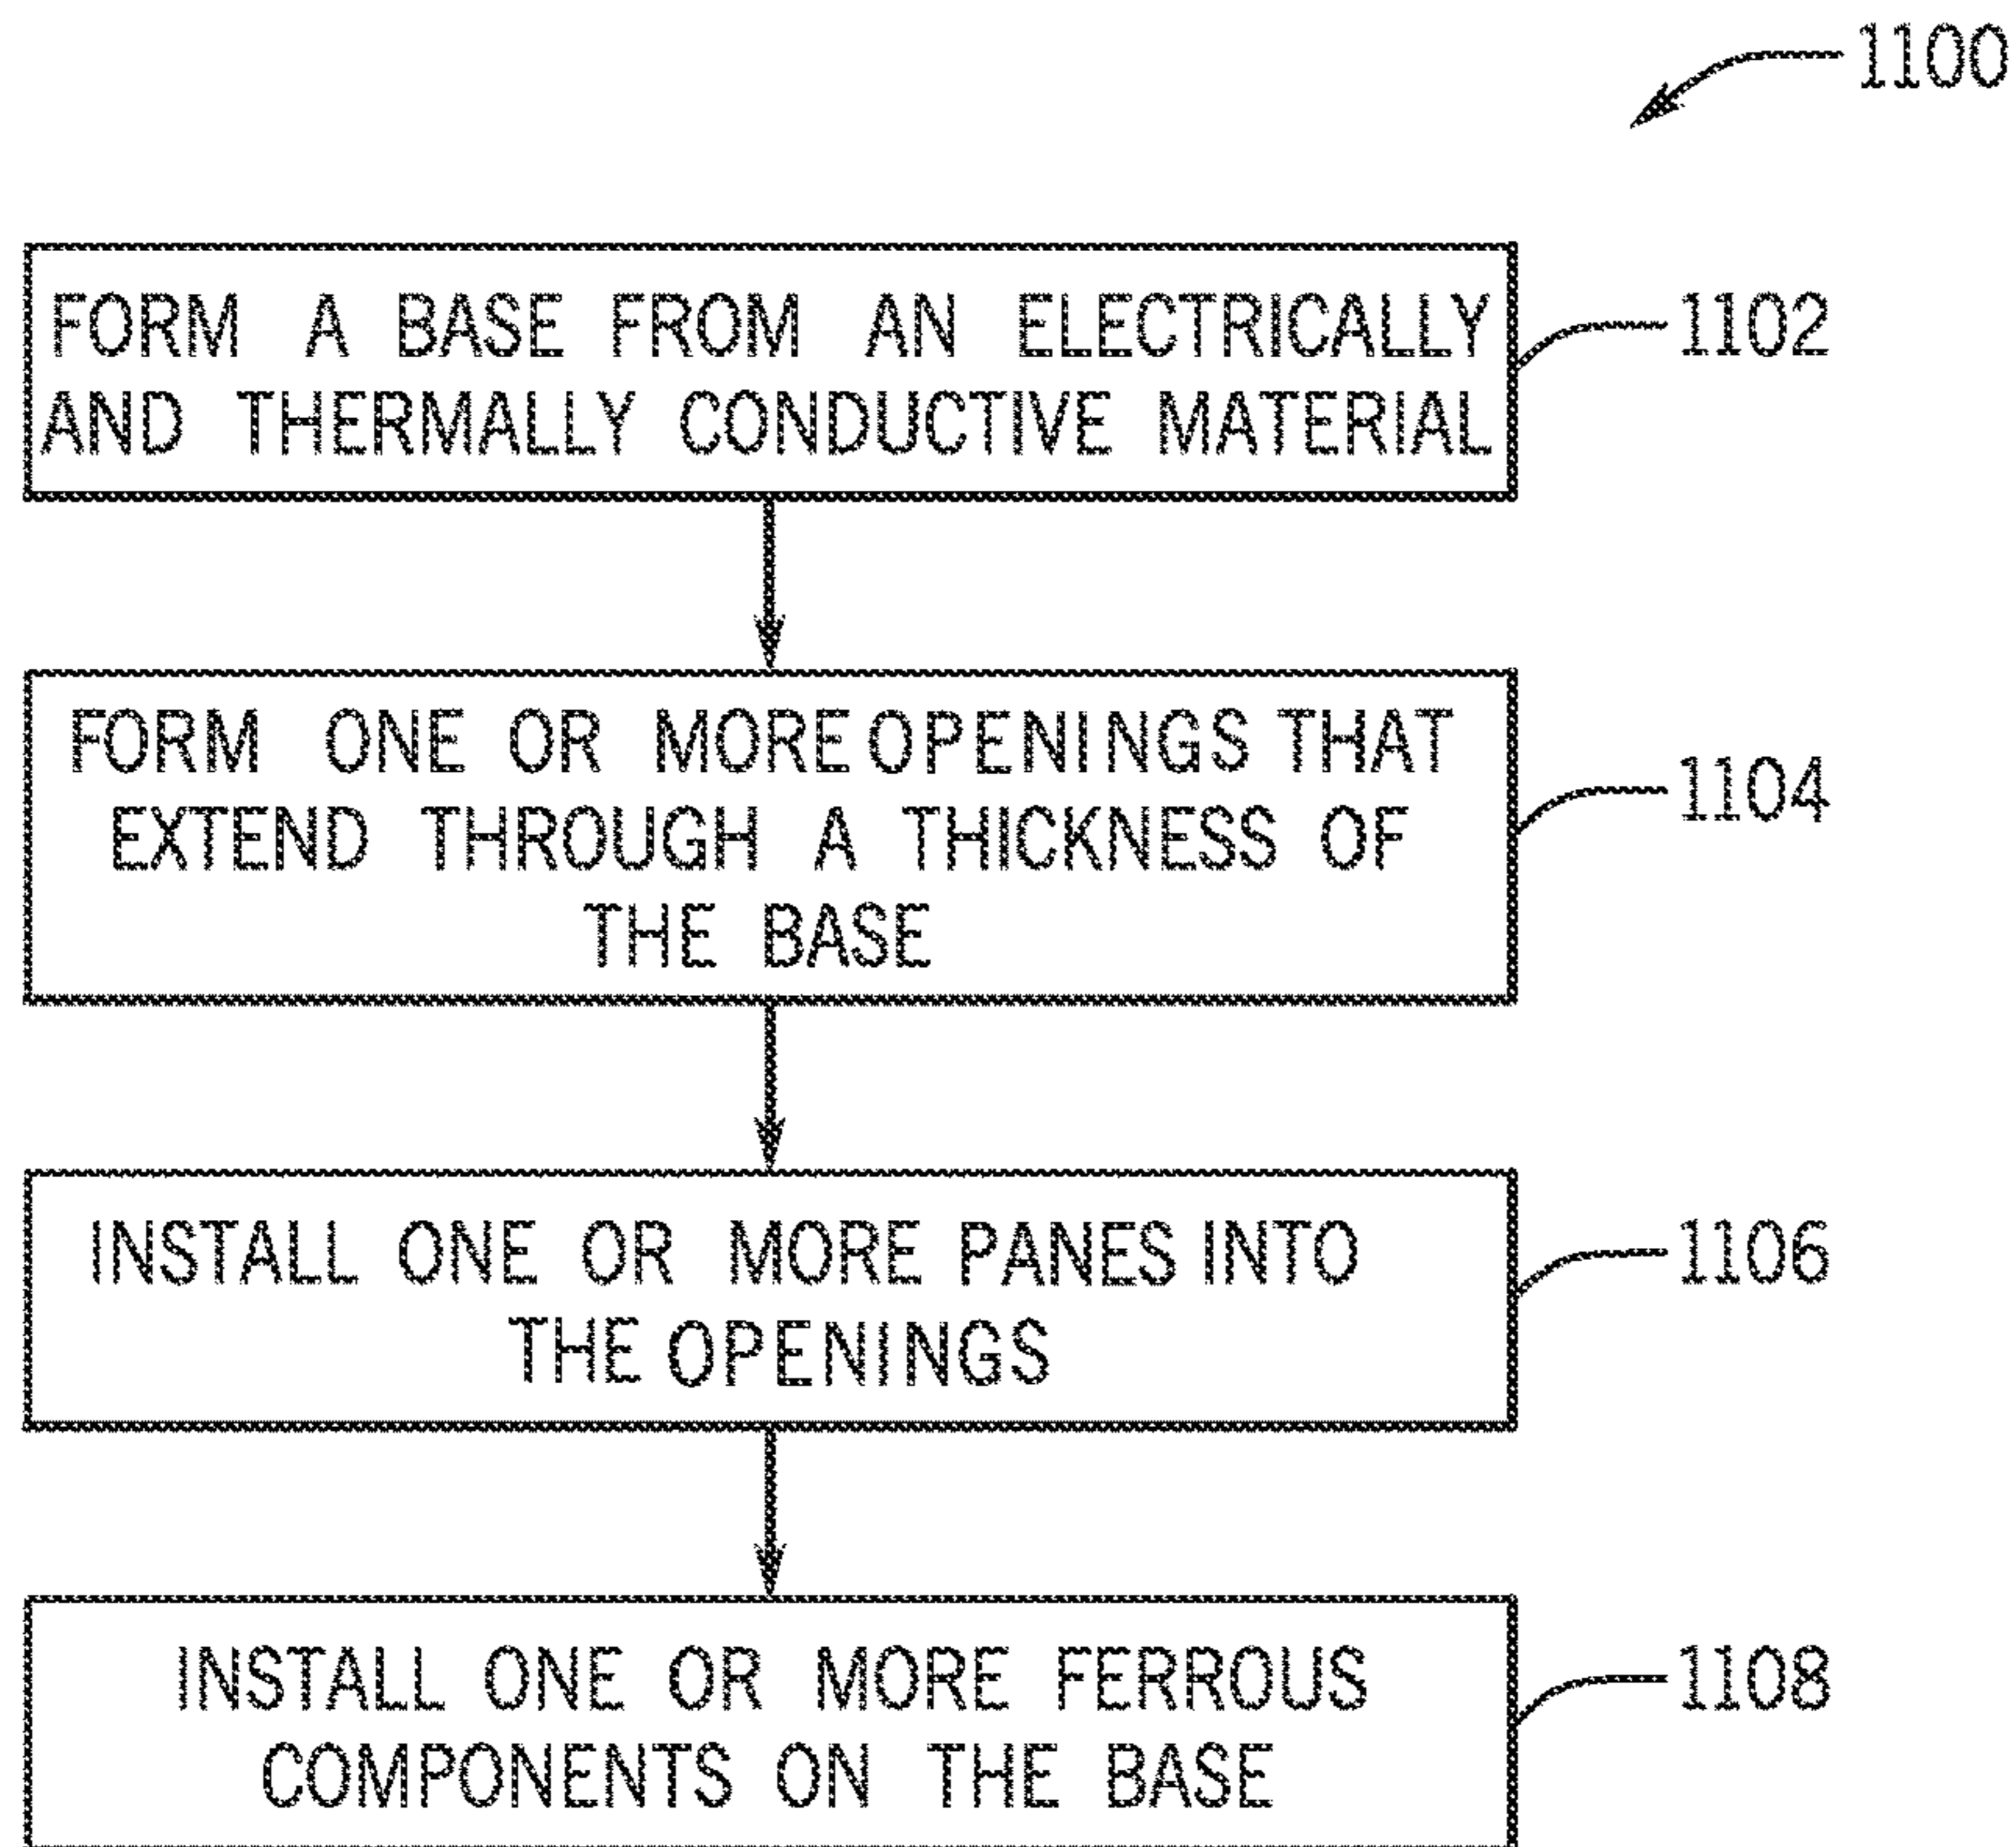 1100
FORM A BASE FROM AN ELECTRICALLY
AND THERMALLY CONDUCTIVE MATERIAL
1102
FORM ONE OR MORE OPENINGS THAT
EXTEND THROUGH A THICKNESS OF
THE BASE
1104
INSTALL ONE OR MORE PANES INTO
THE OPENINGS
1106
INSTALL ONE OR MORE FERROUS
COMPONENTS ON THE BASE
1108